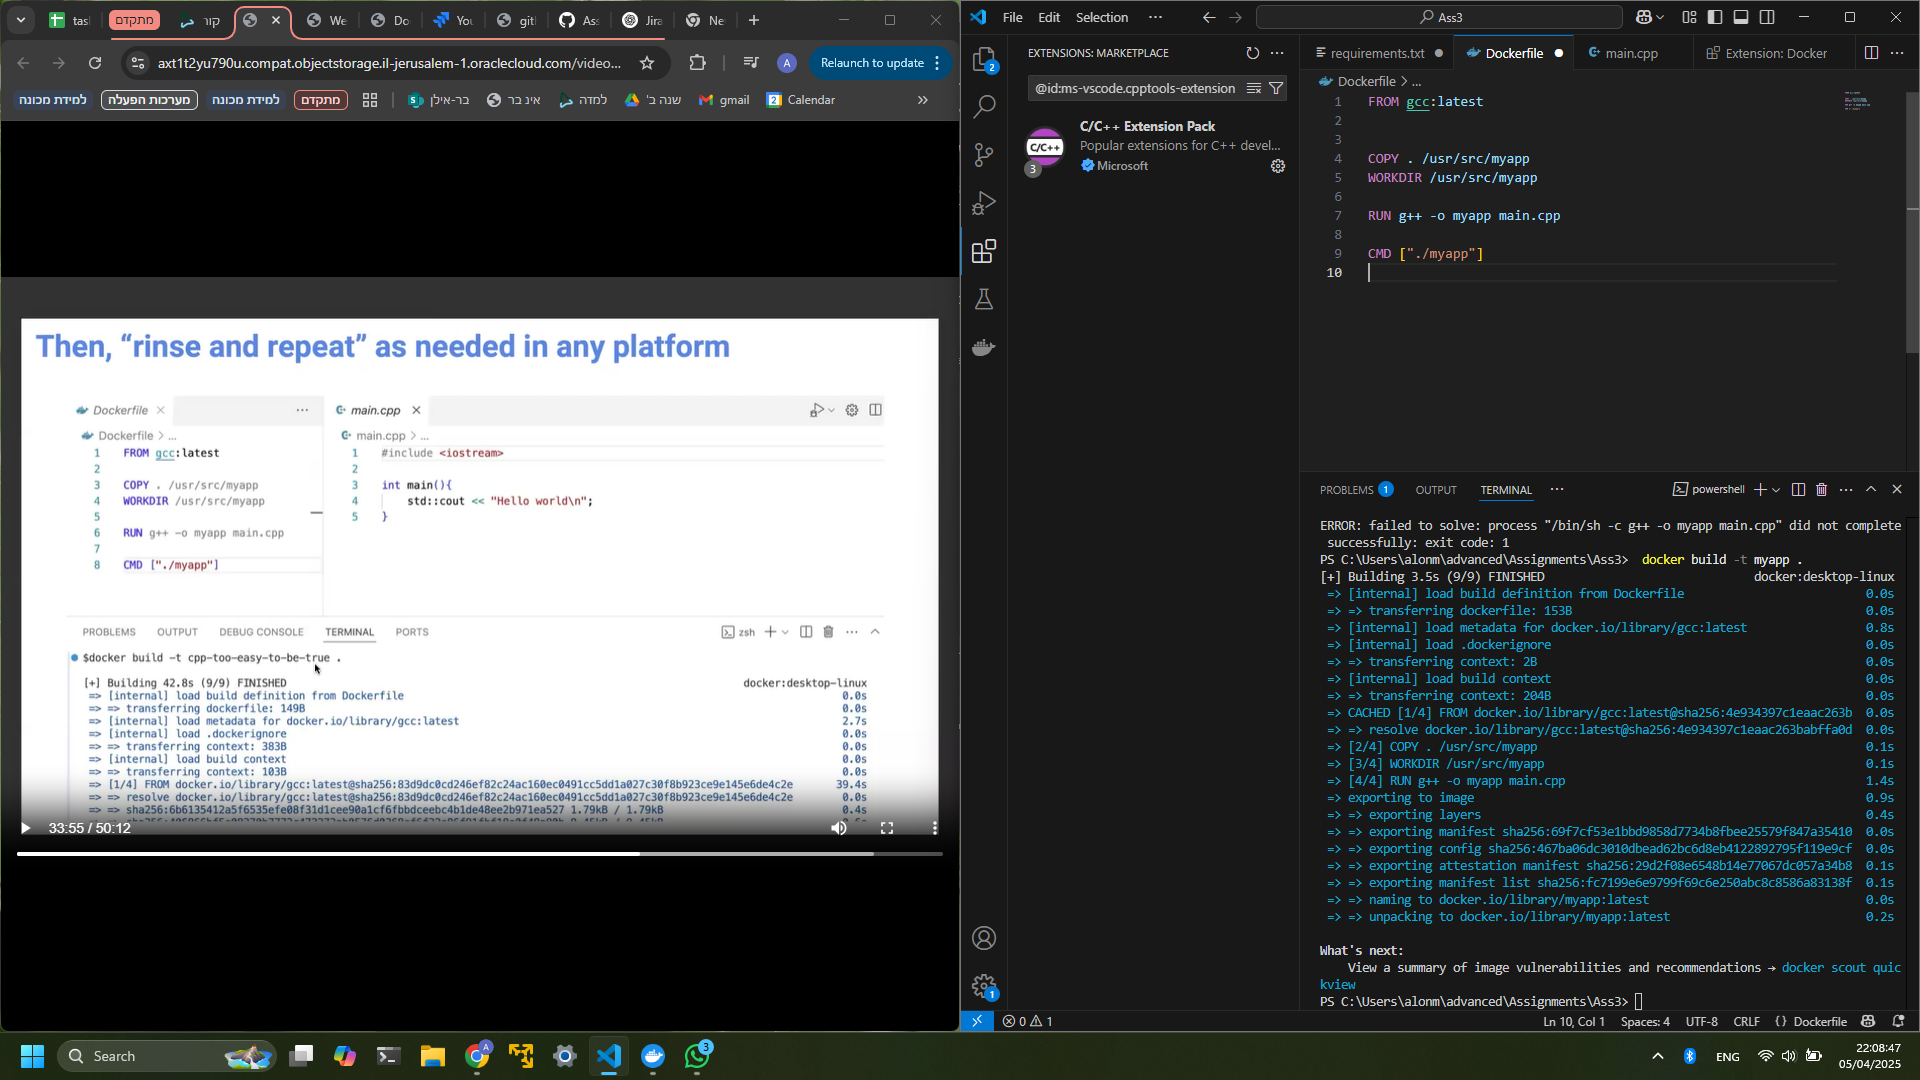 tas
מתקדם
קור
We
Do
You
git
Ass
Jira
Ne
axt1t2yu790u.compat.objectstorage.il-jerusalem-1.oraclecloud.com/video...
A
Relaunch to update
למידת מכונה
מערכות הפעלה
למידת מכונה
מתקדם
בר-אילן
אינ בר
למדה
שנה ב'
gmail
Calendar
Then, “rinse and repeat” as needed in any platform
Dockerfile
main.cpp
Dockerfile > ...
main.cpp > ...
1 FROM gcc:latest
2
3 COPY . /usr/src/myapp
4 WORKDIR /usr/src/myapp
5
6 RUN g++ -o myapp main.cpp
7
8 CMD ["./myapp"]
1 #include <iostream>
2
3 int main(){
4 std::cout << "Hello world\n";
5 }
PROBLEMS OUTPUT DEBUG CONSOLE TERMINAL PORTS
zsh
$docker build -t cpp-too-easy-to-be-true .
[+] Building 42.8s (9/9) FINISHED docker:desktop-linux
=> [internal] load build definition from Dockerfile 0.0s
=> => transferring dockerfile: 149B 0.0s
=> [internal] load metadata for docker.io/library/gcc:latest 2.7s
=> [internal] load .dockerignore 0.0s
=> => transferring context: 383B 0.0s
=> [internal] load build context 0.0s
=> => transferring context: 103B 0.0s
=> [1/4] FROM docker.io/library/gcc:latest@sha256:83d9dc0cd246ef82c24ac160ec0491cc5dd1a027c30f8b923ce9e145e6de4c2e 39.4s
=> => resolve docker.io/library/gcc:latest@sha256:83d9dc0cd246ef82c24ac160ec0491cc5dd1a027c30f8b923ce9e145e6de4c2e 0.0s
=> => sha256:6b6135412a5f6535efe08f31d1cee90a1cf6fbbdceebc4b1de48ee2b971ea527 1.79kB / 1.79kB 0.4s
33:55 / 50:12
File Edit Selection ...
Ass3
EXTENSIONS: MARKETPLACE
@id:ms-vscode.cpptools-extension
C/C++
3
C/C++ Extension Pack
Popular extensions for C++ devel...
Microsoft
2
1
requirements.txt
Dockerfile
main.cpp
Extension: Docker
Dockerfile > ...
1 FROM gcc:latest
2
3
4 COPY . /usr/src/myapp
5 WORKDIR /usr/src/myapp
6
7 RUN g++ -o myapp main.cpp
8
9 CMD ["./myapp"]
10
PROBLEMS 1 OUTPUT TERMINAL ...
powershell
ERROR: failed to solve: process "/bin/sh -c g++ -o myapp main.cpp" did not complete
successfully: exit code: 1
PS C:\Users\alonm\advanced\Assignments\Ass3> docker build -t myapp .
[+] Building 3.5s (9/9) FINISHED docker:desktop-linux
=> [internal] load build definition from Dockerfile 0.0s
=> => transferring dockerfile: 153B 0.0s
=> [internal] load metadata for docker.io/library/gcc:latest 0.8s
=> [internal] load .dockerignore 0.0s
=> => transferring context: 2B 0.0s
=> [internal] load build context 0.0s
=> => transferring context: 204B 0.0s
=> CACHED [1/4] FROM docker.io/library/gcc:latest@sha256:4e934397c1eaac263b 0.0s
=> => resolve docker.io/library/gcc:latest@sha256:4e934397c1eaac263babffa0d 0.0s
=> [2/4] COPY . /usr/src/myapp 0.1s
=> [3/4] WORKDIR /usr/src/myapp 0.1s
=> [4/4] RUN g++ -o myapp main.cpp 1.4s
=> exporting to image 0.9s
=> => exporting layers 0.4s
=> => exporting manifest sha256:69f7cf53e1bbd9858d7734b8fbee25579f847a35410 0.0s
=> => exporting config sha256:467ba06dc3010dbead62bc6d8eb4122892795f119e9cf 0.0s
=> => exporting attestation manifest sha256:29d2f08e6548b14e77067dc057a34b8 0.1s
=> => exporting manifest list sha256:fc7199e6e9799f69c6e250abc8c8586a83138f 0.1s
=> => naming to docker.io/library/myapp:latest 0.0s
=> => unpacking to docker.io/library/myapp:latest 0.2s
What's next:
View a summary of image vulnerabilities and recommendations → docker scout quic
kview
PS C:\Users\alonm\advanced\Assignments\Ass3>
0 1
Ln 10, Col 1 Spaces: 4 UTF-8 CRLF {} Dockerfile
Search
A
3
ENG
22:08:47
05/04/2025